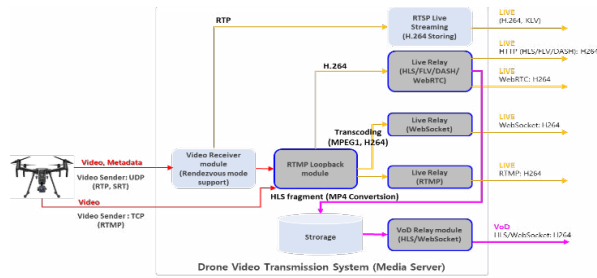 RTP
RTSP Live
Streaming
(H.264 Storing)
LIVE
(H.264, KLV)
LIVE
HTTP (HLS/FLV/DASH): H264
H.264
Live Relay
(HLS/FLV/DASH/
WebRTC)
LIVE
WebRTC: H264
Transcoding
(MPEG1, H264)
Live Relay
(WebSocket)
LIVE
WebSocket: H264
Video, Metadata
Video Sender: UDP
(RTP, SRT)
Video Receiver
module
(Rendezvous mode
support)
RTMP Loopback
module
Live Relay
(RTMP)
LIVE
RTMP: H264
Video
Video Sender : TCP
(RTMP)
HLS fragment (MP4 Convertsion)
Strorage
VoD Relay module
(HLS/WebSocket)
VoD
HLS/WebSocket: H264
Drone Video Transmission System (Media Server)